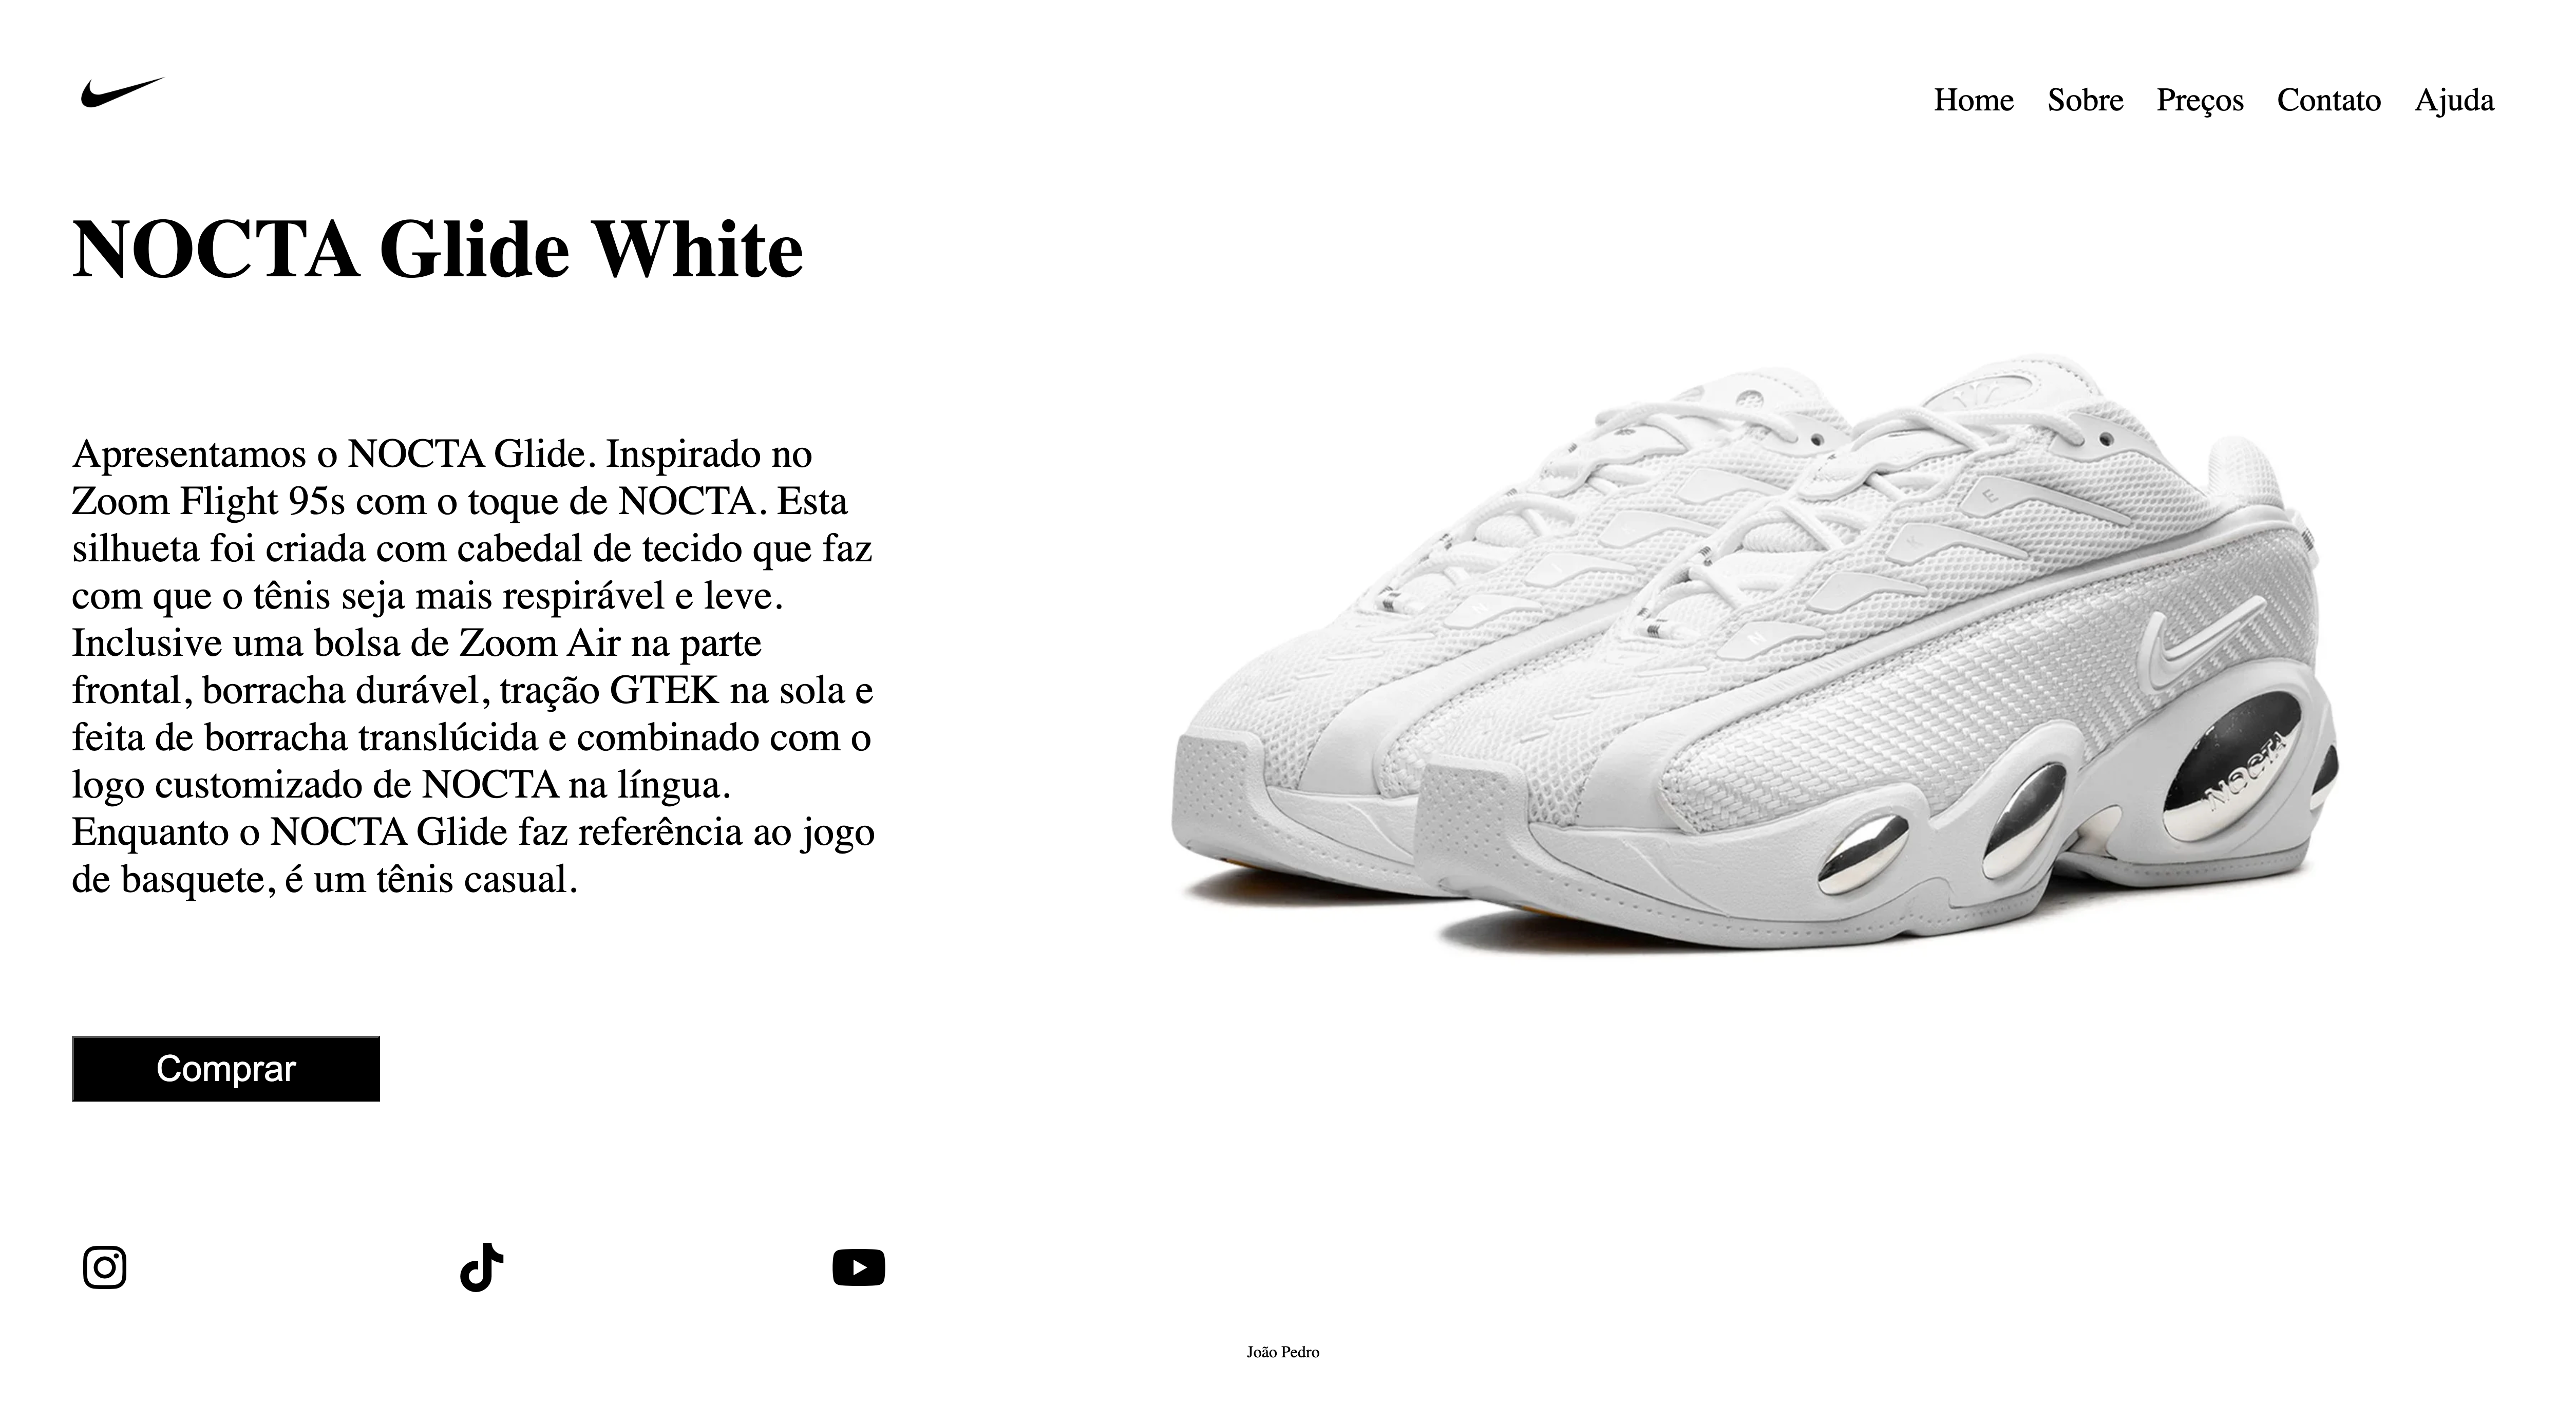 Home Sobre Preços Contato Ajuda
NOCTA Glide White
Apresentamos o NOCTA Glide. Inspirado no
Zoom Flight 95s com o toque de NOCTA. Esta
silhueta foi criada com cabedal de tecido que faz
com que o tênis seja mais respirável e leve.
Inclusive uma bolsa de Zoom Air na parte
frontal, borracha durável, tração GTEK na sola e
feita de borracha translúcida e combinado com o
logo customizado de NOCTA na língua.
Enquanto o NOCTA Glide faz referência ao jogo
de basquete, é um tênis casual.
N I K E
NOCTA
Comprar
João Pedro